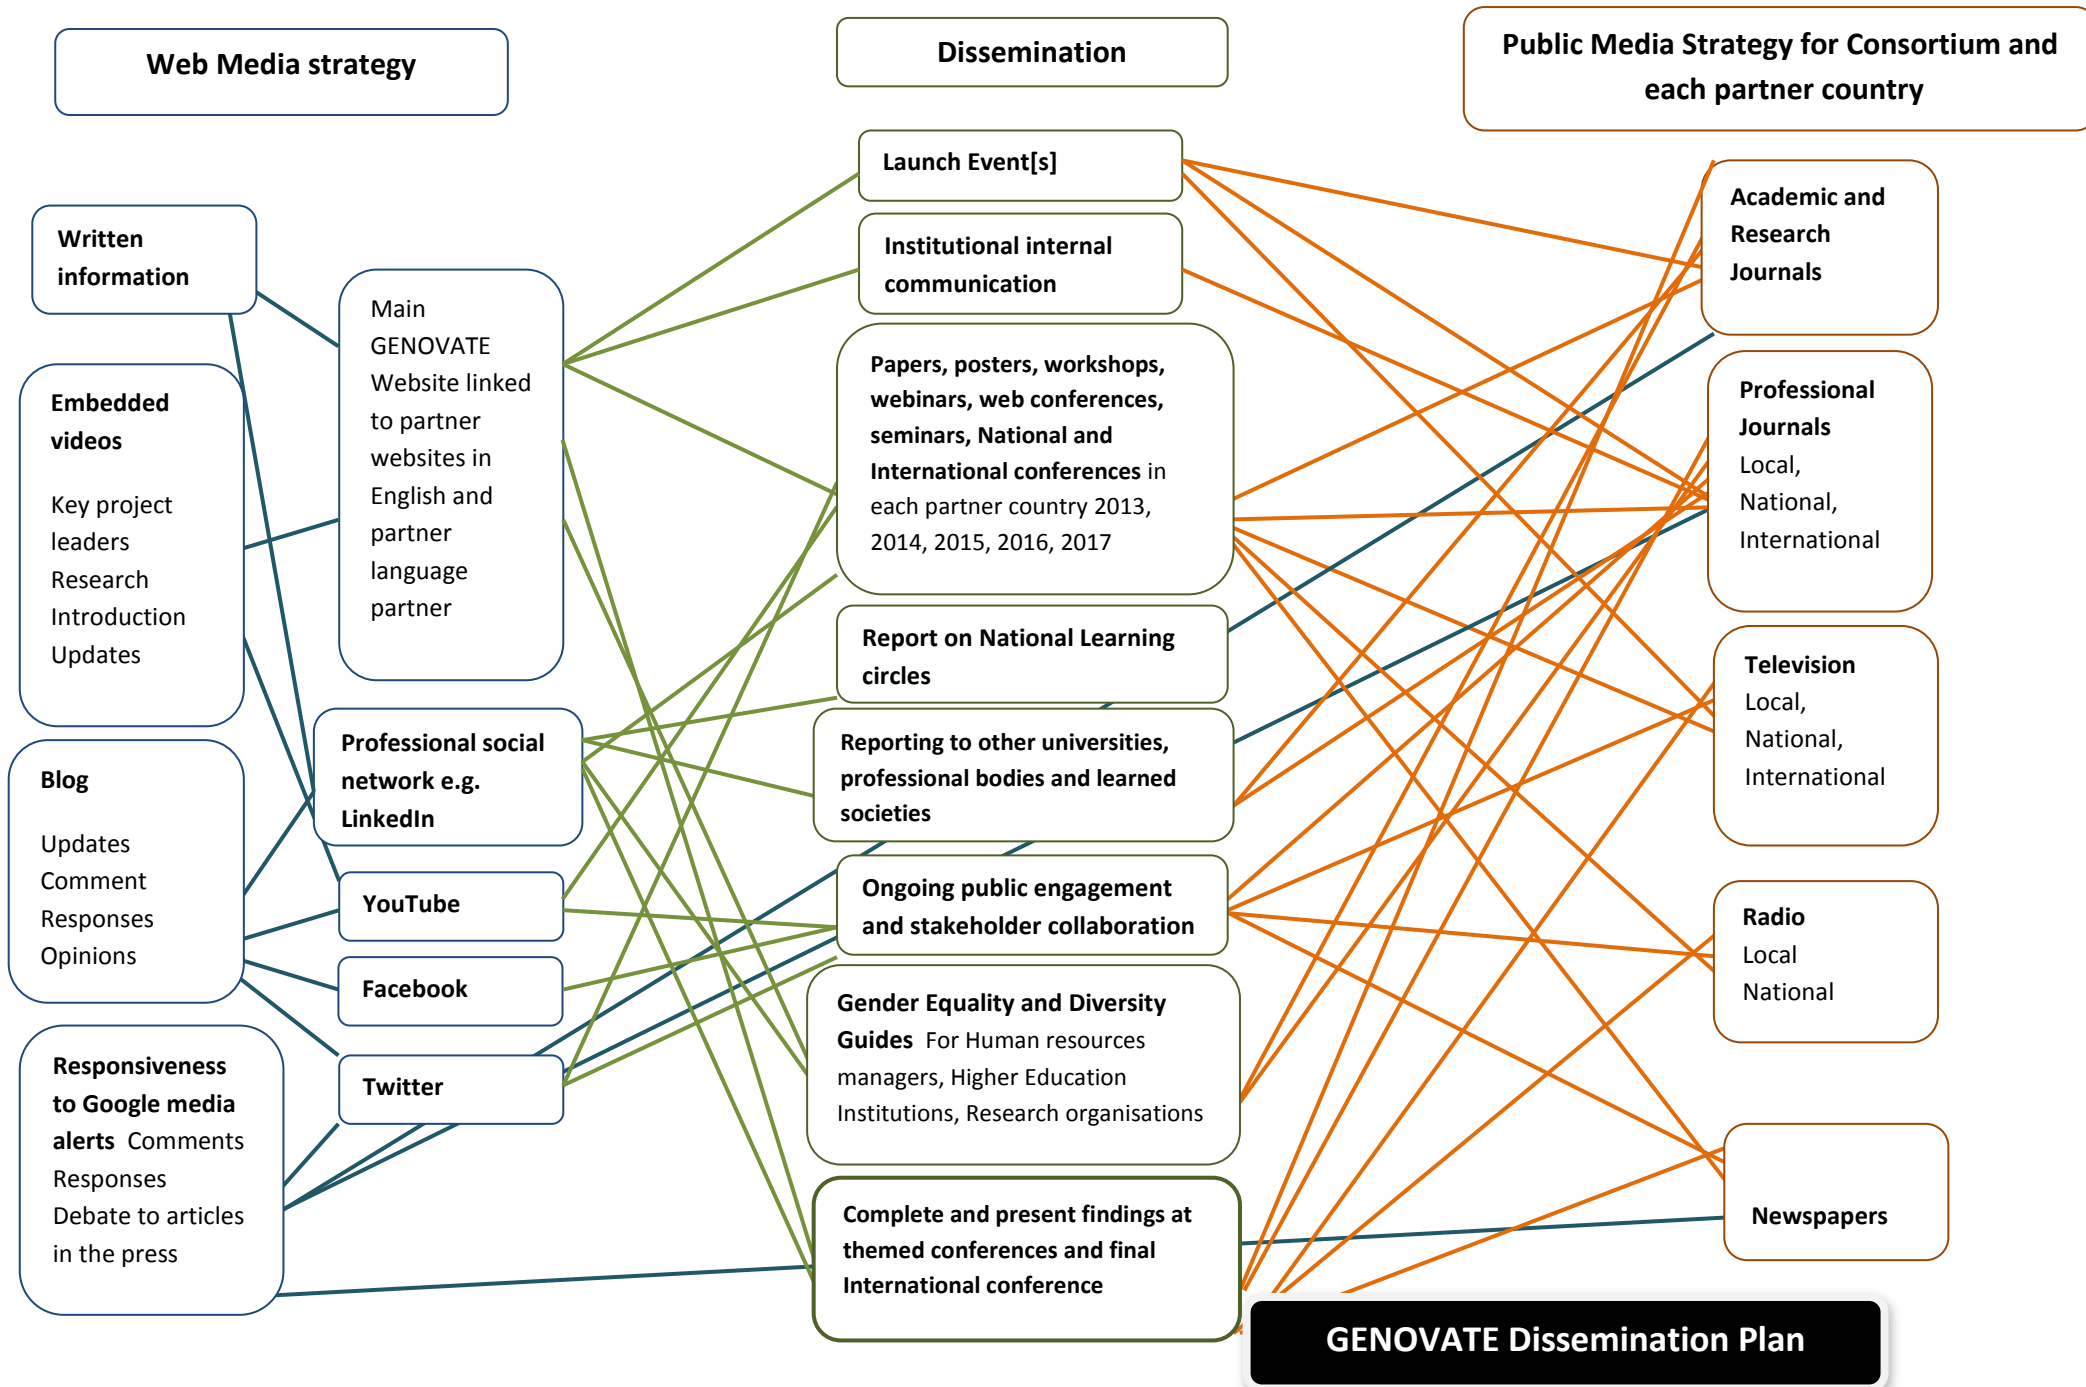 Web Media strategy
Dissemination
Public Media Strategy for Consortium and
each partner country
Written
information
Embedded
videos
Key project
leaders
Research
Introduction
Updates
Blog
Updates
Comment
Responses
Opinions
Responsiveness
to Google media
alerts  Comments
Responses
Debate to articles
in the press
Main
GENOVATE
Website linked
to partner
websites in
English and
partner
language
partner
Professional social
network e.g.
LinkedIn
YouTube
Facebook
Twitter
Launch Event[s]
Institutional internal
communication
Papers, posters, workshops,
webinars, web conferences,
seminars, National and
International conferences in
each partner country 2013,
2014, 2015, 2016, 2017
Report on National Learning
circles
Reporting to other universities,
professional bodies and learned
societies
Ongoing public engagement
and stakeholder collaboration
Gender Equality and Diversity
Guides  For Human resources
managers, Higher Education
Institutions, Research organisations
Complete and present findings at
themed conferences and final
International conference
Academic and
Research
Journals
Professional
Journals
Local,
National,
International
Television
Local,
National,
International
Radio
Local
National
Newspapers
GENOVATE Dissemination Plan